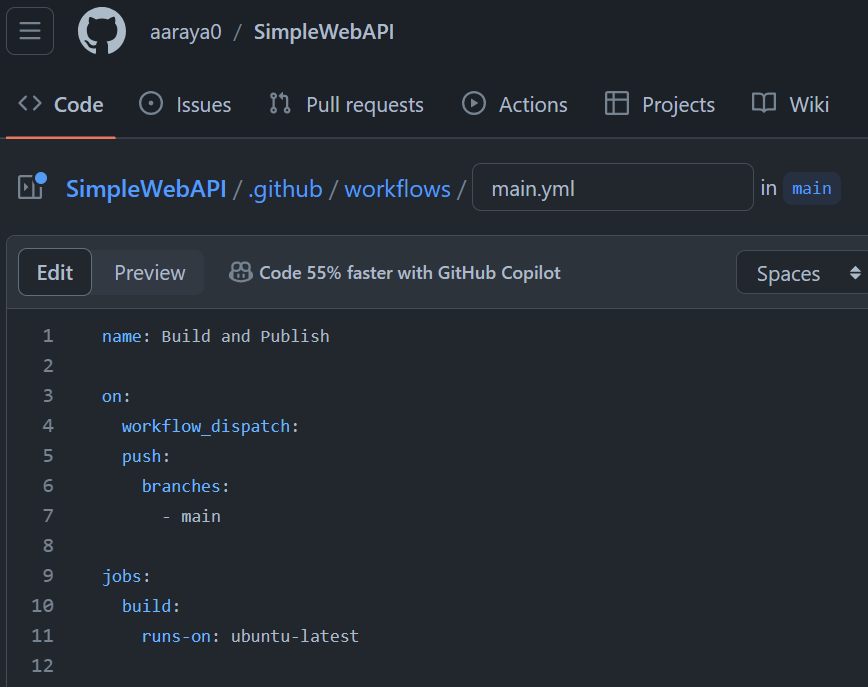 aaraya0 / SimpleWebAPI
<> Code Issues Pull requests Actions Projects Wiki
SimpleWebAPI / .github / workflows / main.yml in main
Edit Preview Code 55% faster with GitHub Copilot Spaces
1 name: Build and Publish
2
3 on:
4 workflow_dispatch:
5 push:
6 branches:
7 - main
8
9 jobs:
10 build:
11 runs-on: ubuntu-latest
12